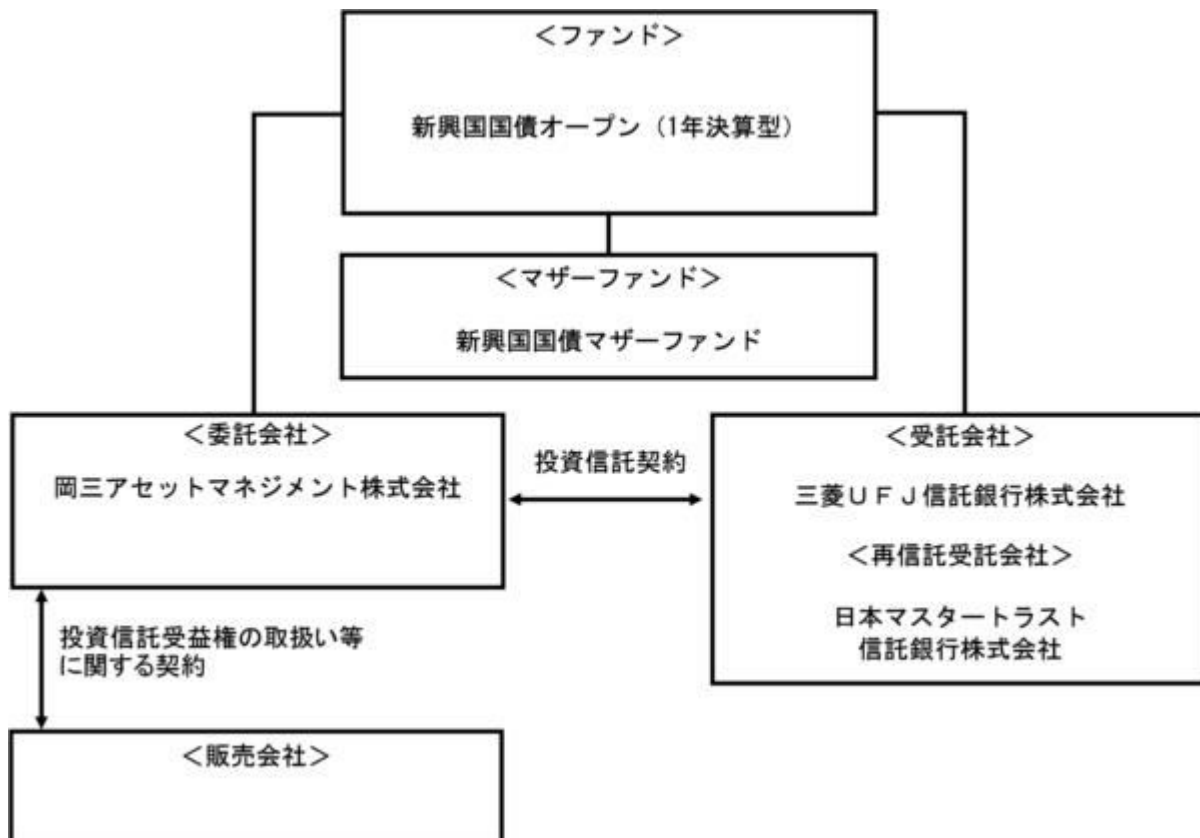 ＜ファンド＞
新興国国債オープン（1年決算型）
＜マザーファンド＞
新興国国債マザーファンド
＜委託会社＞
岡三アセットマネジメント株式会社
投資信託契約
＜受託会社＞
三菱ＵＦＪ信託銀行株式会社
＜再信託受託会社＞
日本マスタートラスト
信託銀行株式会社
投資信託受益権の取扱い等
に関する契約
＜販売会社＞